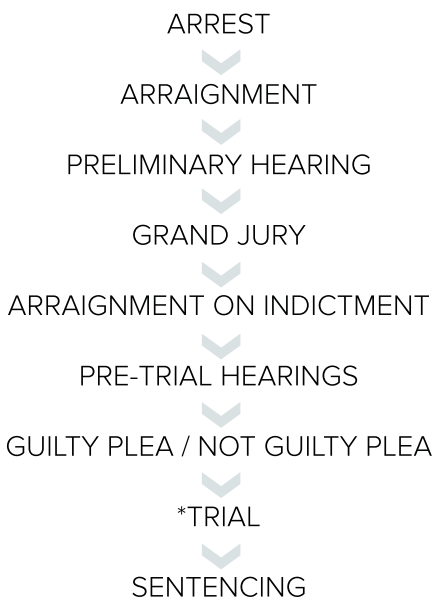 ARREST
ARRAIGNMENT
PRELIMINARY HEARING
GRAND JURY
ARRAIGNMENT ON INDICTMENT
PRE-TRIAL HEARINGS
GUILTY PLEA / NOT GUILTY PLEA
*TRIAL
SENTENCING